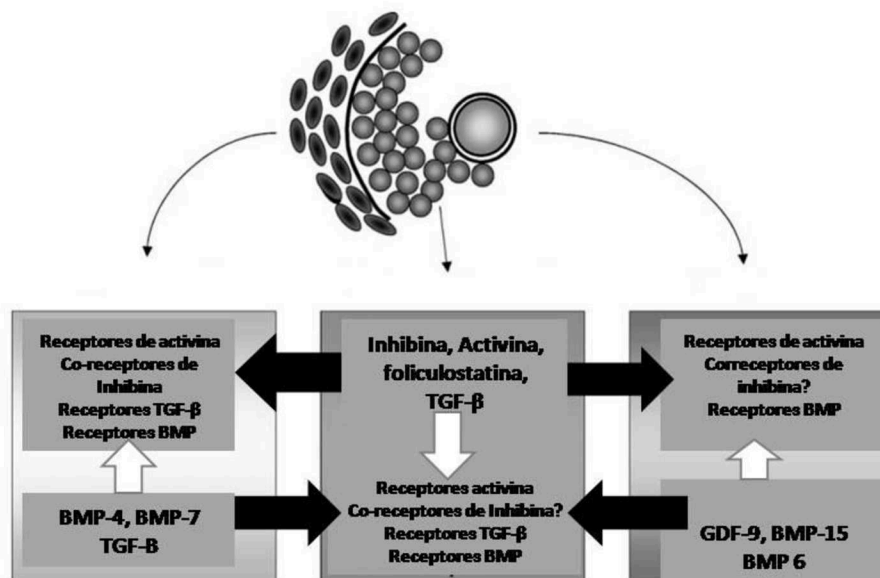 Receptores de activina
Co-receptores de
Inhibina
Receptores TGF-β
Receptores BMP
BMP-4, BMP-7
TGF-B
Inhibina, Activina,
foliculostatina,
TGF-β
Receptores activina
Co-receptores de Inhibina?
Receptores TGF-β
Receptores BMP
Receptores de activina
Correceptores de
inhibina?
Receptores BMP
GDF-9, BMP-15
BMP 6